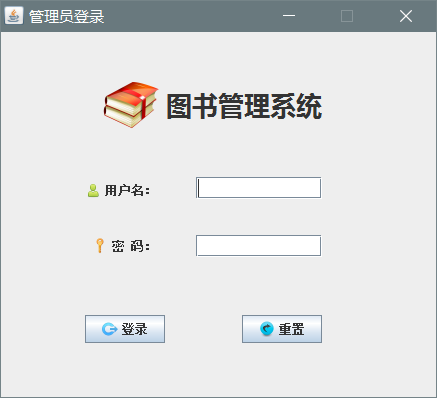 管理员登录
图书管理系统
用户名：
密 码：
登录
重置